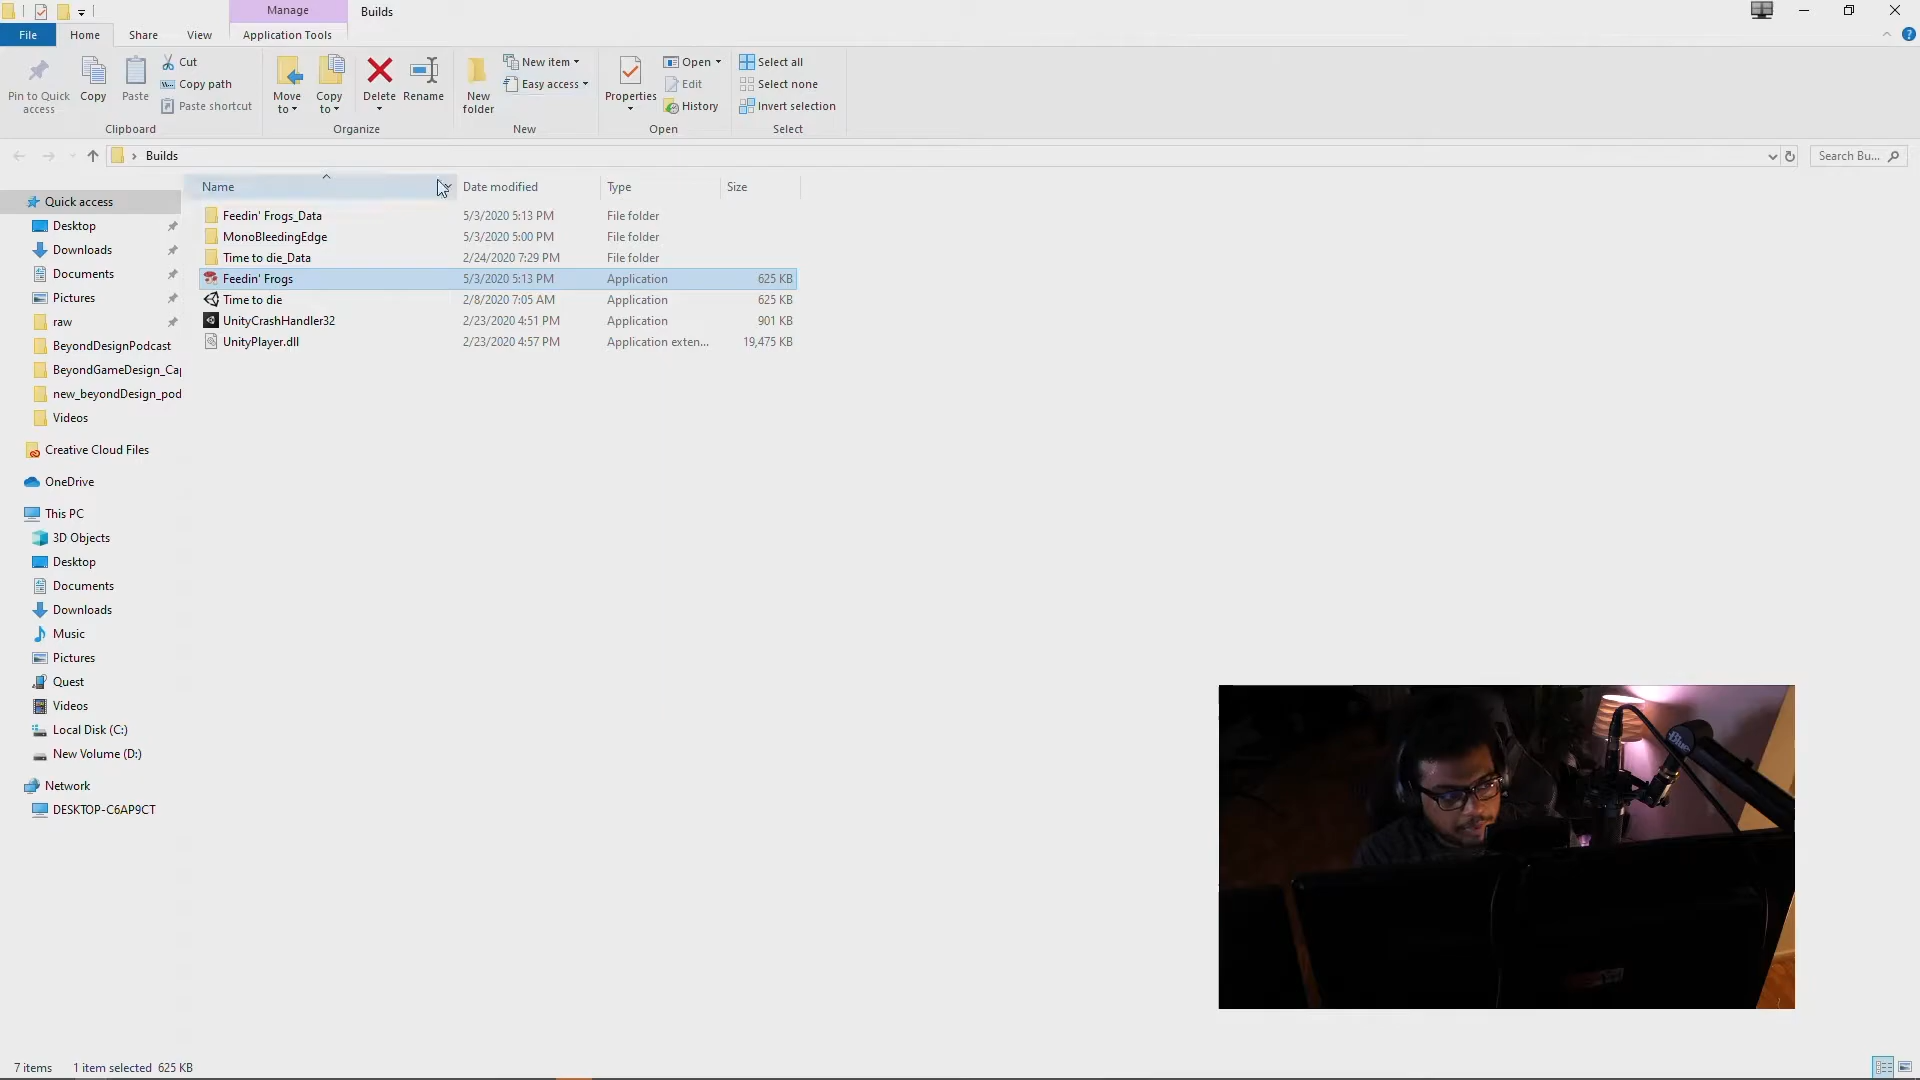 Manage
Builds
File
Home
Share
View
Application Tools
Pin to Quick access
Copy
Paste
Cut
Copy path
Paste shortcut
Clipboard
Move to
Copy to
Delete
Rename
Organize
New folder
New item
Easy access
New
Properties
Open
Edit
History
Open
Select all
Select none
Invert selection
Select
Builds
Search Bu...
Name
Date modified
Type
Size
Feedin' Frogs_Data 5/3/2020 5:13 PM File folder
MonoBleedingEdge 5/3/2020 5:00 PM File folder
Time to die_Data 2/24/2020 7:29 PM File folder
Feedin' Frogs 5/3/2020 5:13 PM Application 625 KB
Time to die 2/8/2020 7:05 AM Application 625 KB
UnityCrashHandler32 2/23/2020 4:51 PM Application 901 KB
UnityPlayer.dll 2/23/2020 4:57 PM Application exten... 19,475 KB
Quick access
Desktop
Downloads
Documents
Pictures
raw
BeyondDesignPodcast
BeyondGameDesign_Cap
new_beyondDesign_pod
Videos
Creative Cloud Files
OneDrive
This PC
3D Objects
Desktop
Documents
Downloads
Music
Pictures
Quest
Videos
Local Disk (C:)
New Volume (D:)
Network
DESKTOP-C6AP9CT
Blue
7 items
1 item selected 625 KB